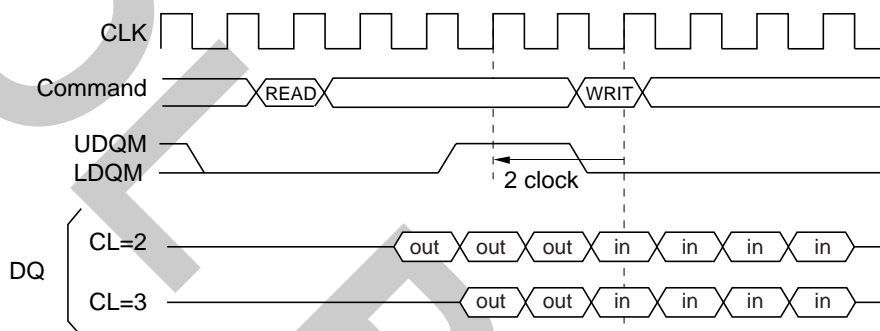 CLK
Command READ WRIT
UDQM
LDQM
2 clock
DQ
CL=2 out out out in in in in
CL=3 out out in in in in